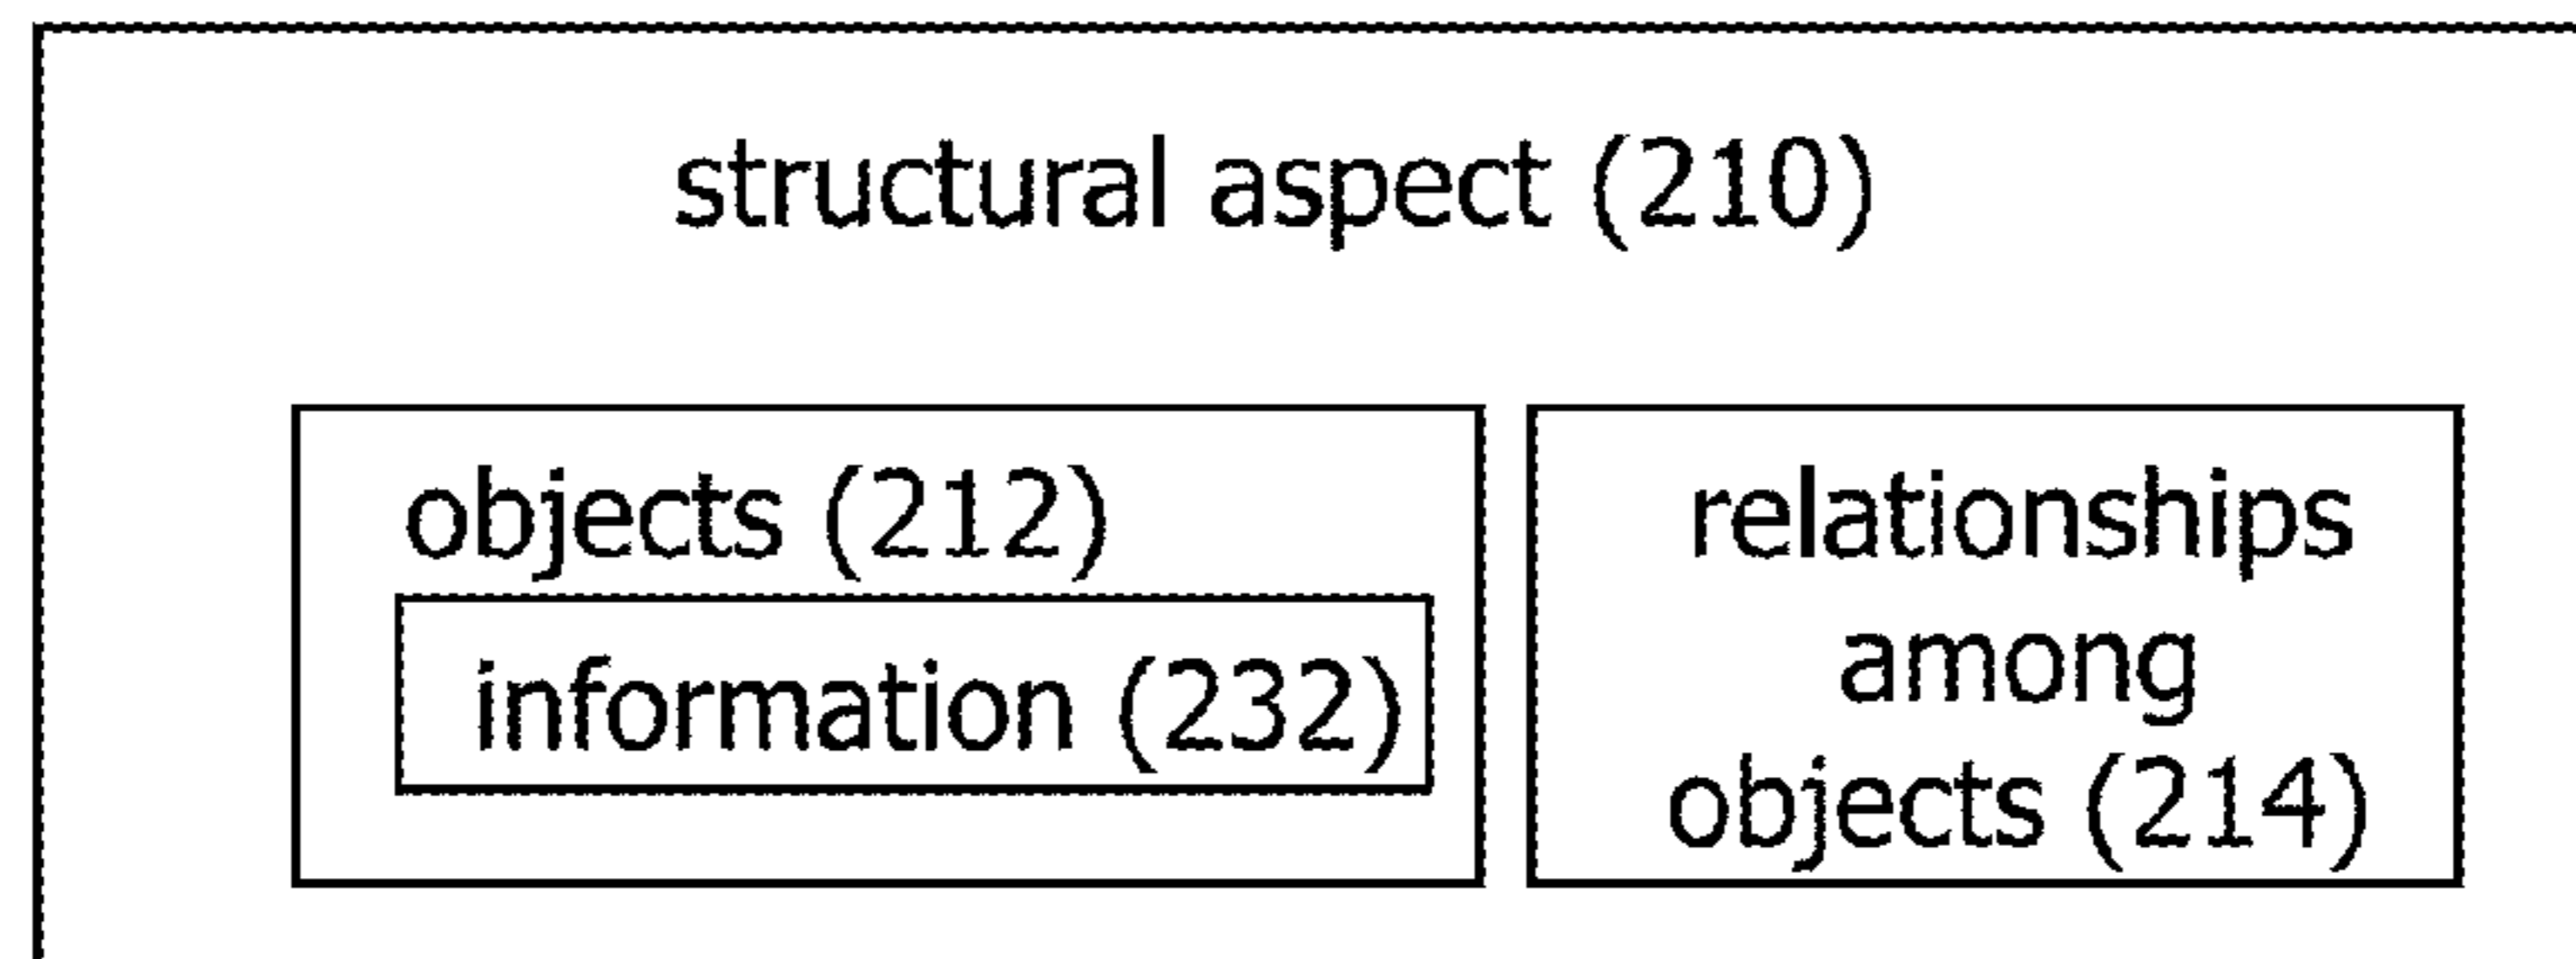 structural aspect (210)
objects (212)
information (232)
relationships
among
objects (214)